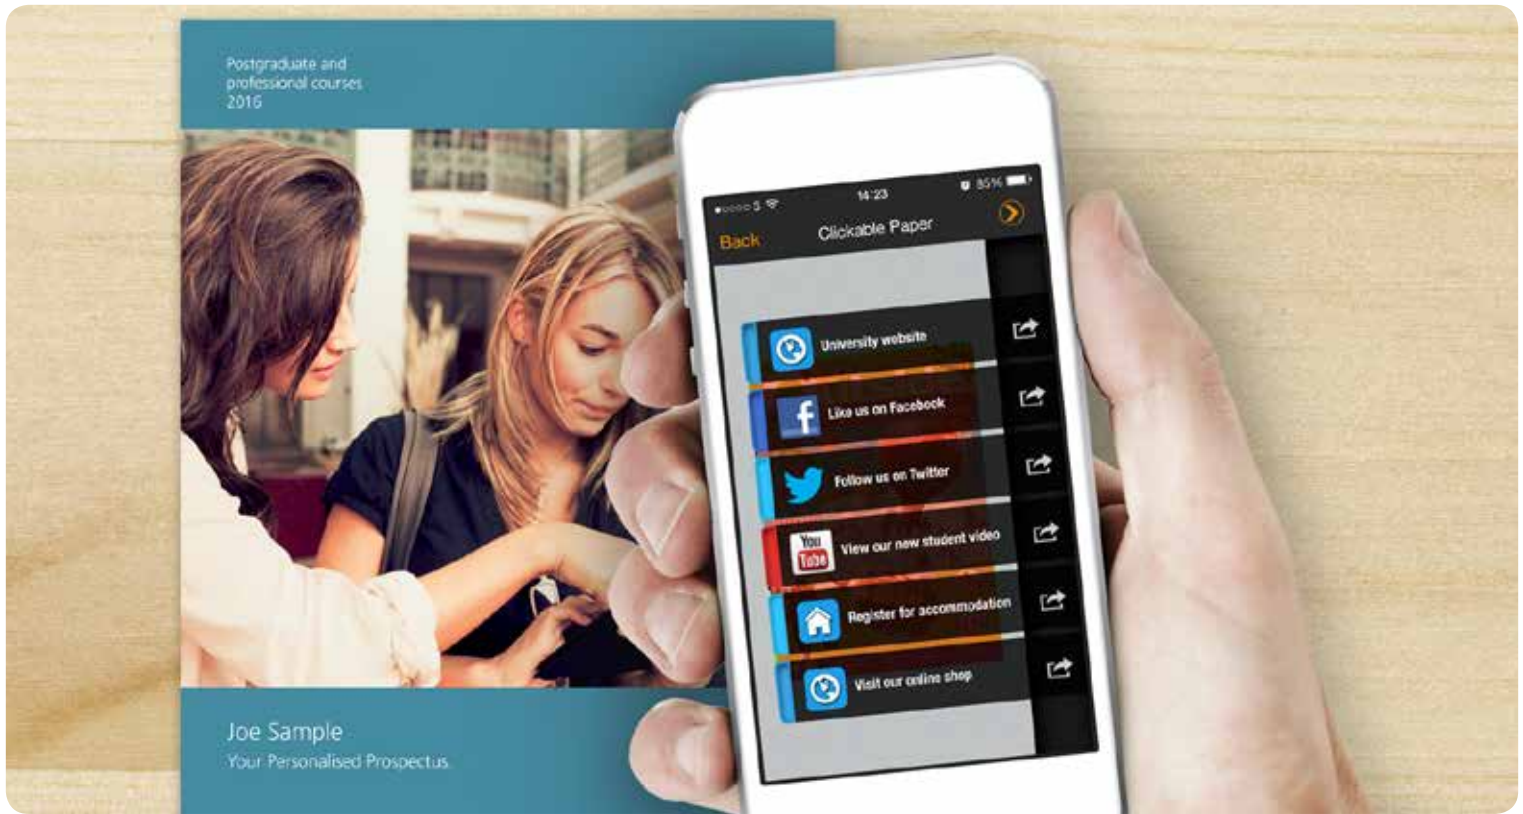 Postgraduate and
professional courses
2016
Joe Sample
Your Personalised Prospectus
14:23
85%
Back
Clickable Paper
University website
f
Like us on Facebook
Follow us on Twitter
You
Tube
View our new student video
Register for accommodation
Visit our online shop